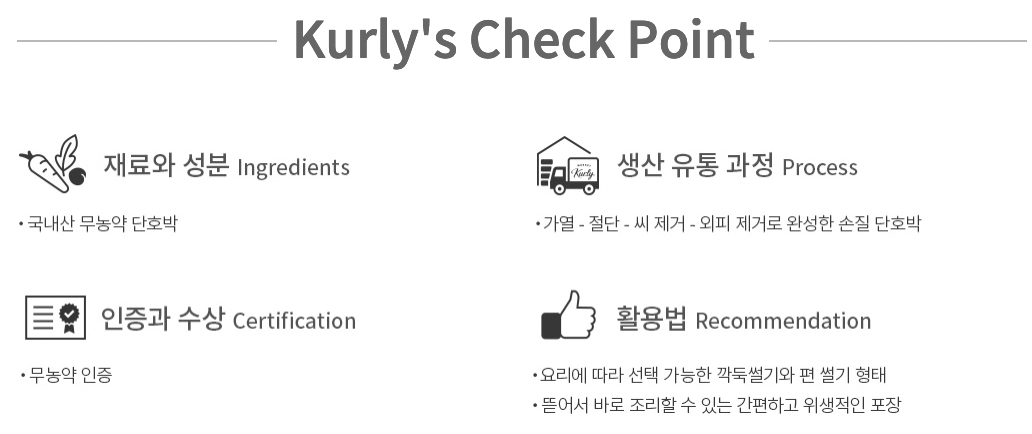 Kurly's Check Point
재료와 성분 Ingredients
• 국내산 무농약 단호박
Kurly
생산 유통 과정 Process
• 가열 - 절단 - 씨 제거 - 외피 제거로 완성한 손질 단호박
인증과 수상 Certification
• 무농약 인증
활용법 Recommendation
• 요리에 따라 선택 가능한 깍둑썰기와 편 썰기 형태
• 뜯어서 바로 조리할 수 있는 간편하고 위생적인 포장